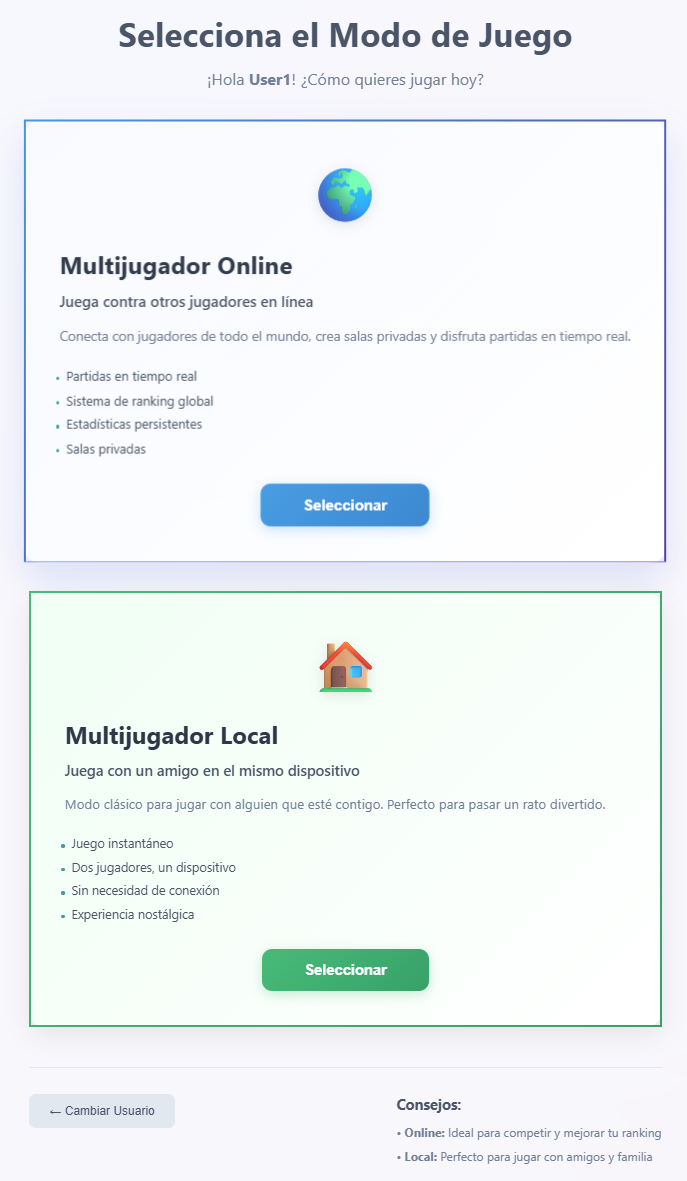 Selecciona el Modo de Juego
¡Hola User1! ¿Cómo quieres jugar hoy?
Multijugador Online
Juega contra otros jugadores en línea
Conecta con jugadores de todo el mundo, crea salas privadas y disfruta partidas en tiempo real.
• Partidas en tiempo real
• Sistema de ranking global
• Estadísticas persistentes
• Salas privadas
Seleccionar
Multijugador Local
Juega con un amigo en el mismo dispositivo
Modo clásico para jugar con alguien que esté contigo. Perfecto para pasar un rato divertido.
• Juego instantáneo
• Dos jugadores, un dispositivo
• Sin necesidad de conexión
• Experiencia nostálgica
Seleccionar
← Cambiar Usuario
Consejos:
• Online: Ideal para competir y mejorar tu ranking
• Local: Perfecto para jugar con amigos y familia